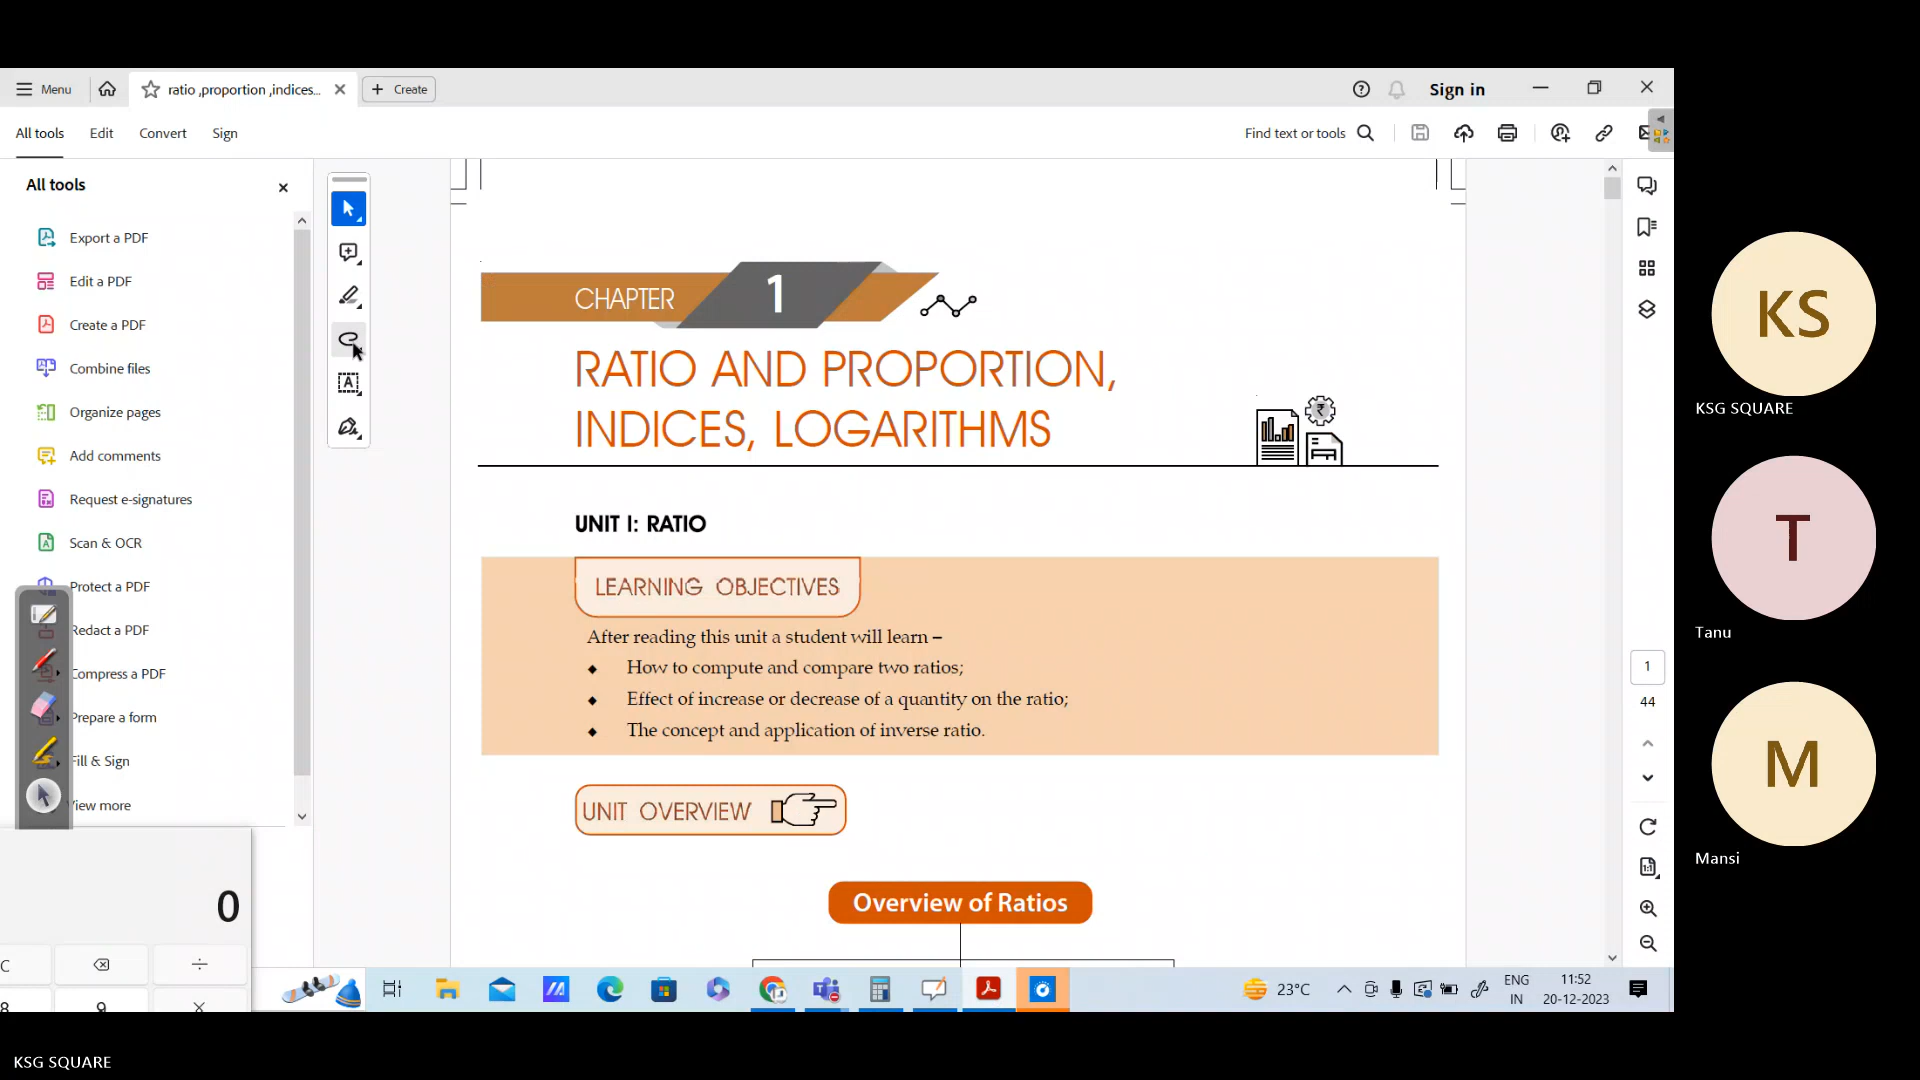 Menu
ratio ,proportion ,indices...
Create
Sign in
All tools
Edit
Convert
Sign
Find text or tools
All tools
Export a PDF
Edit a PDF
Create a PDF
Combine files
Organize pages
Add comments
Request e-signatures
Scan & OCR
Protect a PDF
Redact a PDF
Compress a PDF
Prepare a form
Fill & Sign
View more
CHAPTER 1
RATIO AND PROPORTION,
INDICES, LOGARITHMS
UNIT I: RATIO
LEARNING OBJECTIVES
After reading this unit a student will learn –
◆ How to compute and compare two ratios;
◆ Effect of increase or decrease of a quantity on the ratio;
◆ The concept and application of inverse ratio.
UNIT OVERVIEW
Overview of Ratios
1
44
0
C
÷
8
9
×
23°C
ENG
IN
11:52
20-12-2023
KS
KSG SQUARE
T
Tanu
M
Mansi
KSG SQUARE